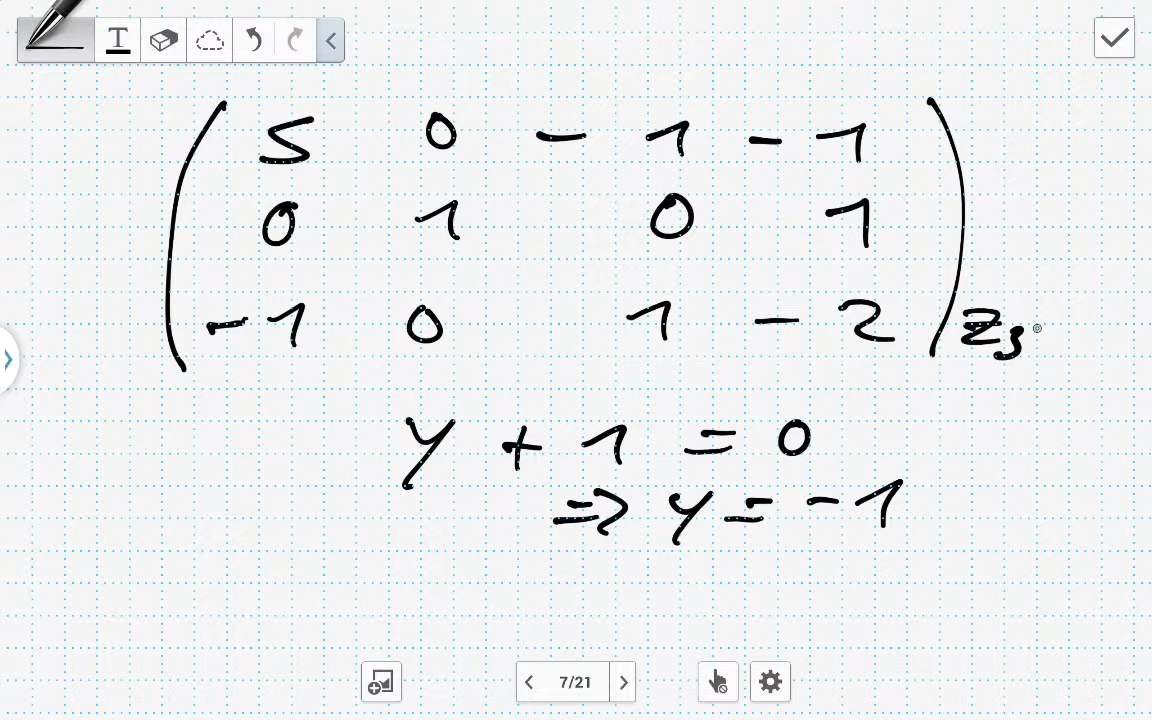 T
5 0 - 1 - 1
0 1 0 1
- 1 0 1 - 2 z3
y + 1 = 0
=> y = - 1
7/21